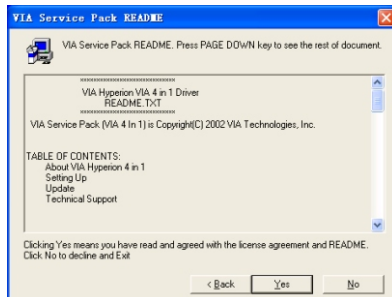 VIA Service Pack README
VIA Service Pack README. Press PAGE DOWN key to see the rest of document.
""""""""""""""""""""""""""""""
VIA Hyperion VIA 4 in 1 Driver
README.TXT
""""""""""""""""""""""""""""""
VIA Service Pack (VIA 4 In 1) is Copyright(C) 2002 VIA Technologies, Inc.
TABLE OF CONTENTS:
About VIA Hyperion 4 in 1
Setting Up
Update
Technical Support
Clicking Yes means you have read and agreed with the license agreement and README.
Click No to decline and Exit
< Back Yes No